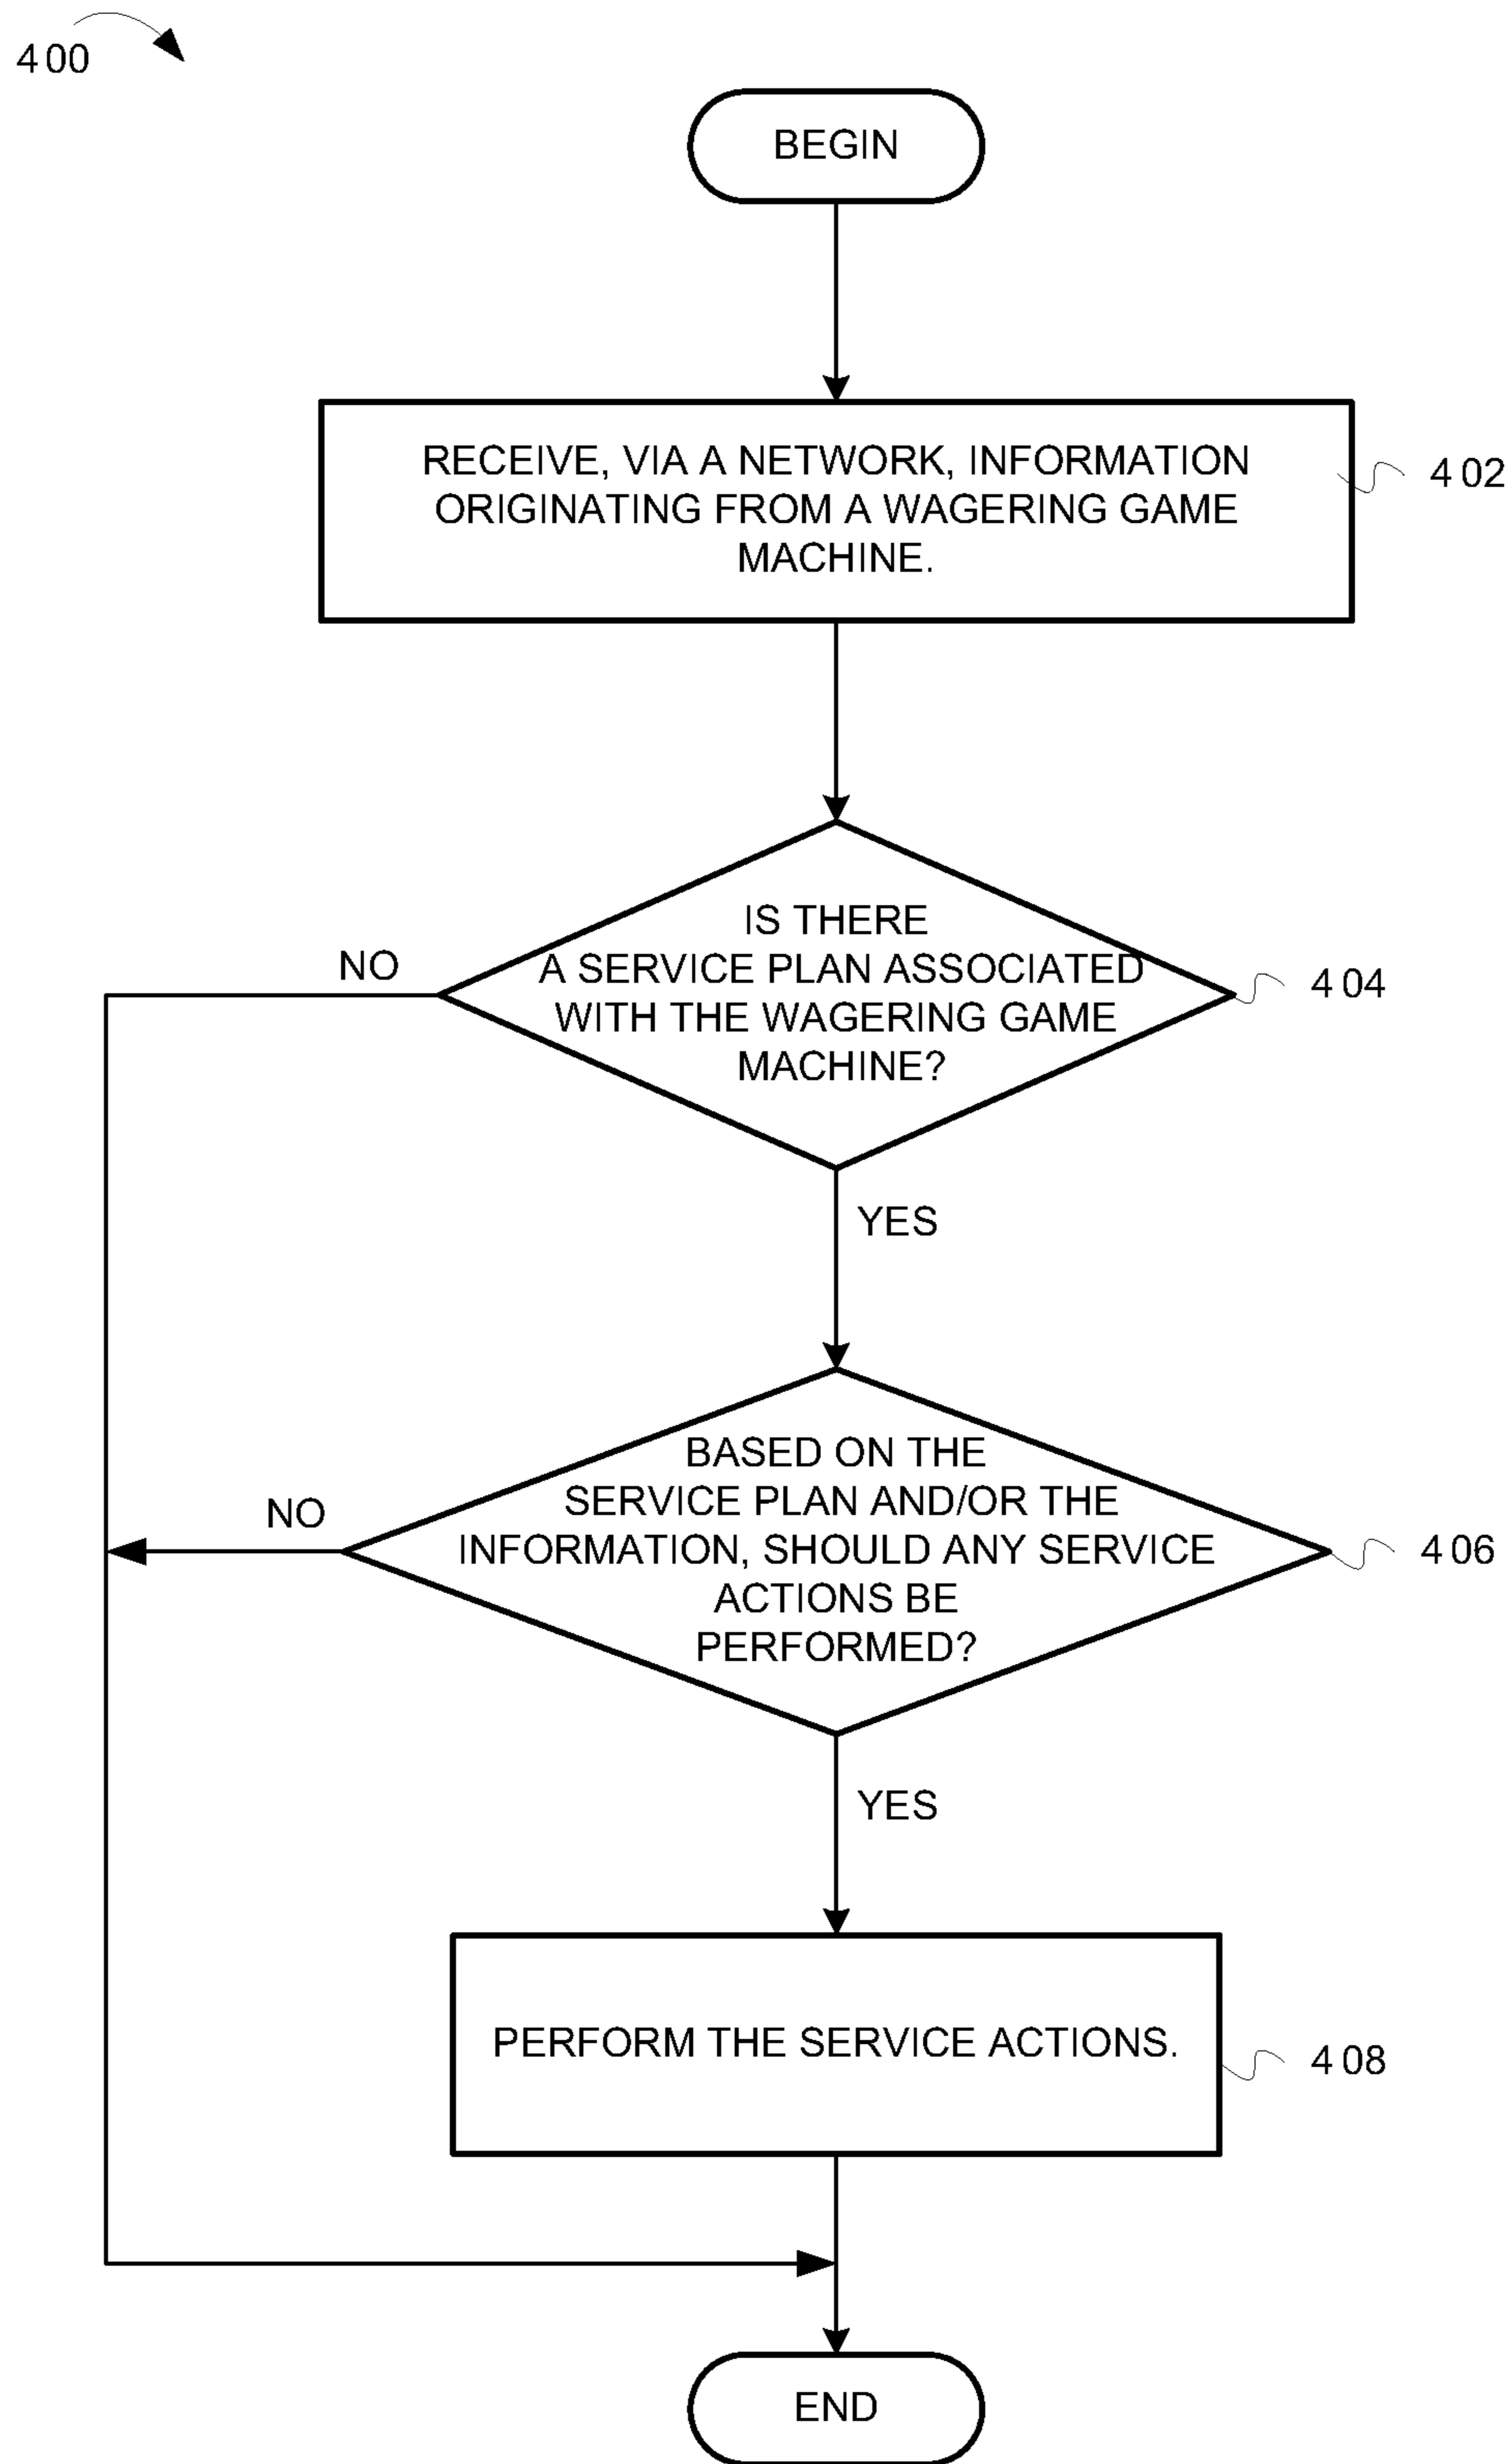 400
BEGIN
RECEIVE, VIA A NETWORK, INFORMATION
ORIGINATING FROM A WAGERING GAME
MACHINE.
402
IS THERE
A SERVICE PLAN ASSOCIATED
WITH THE WAGERING GAME
MACHINE?
NO
404
YES
BASED ON THE
SERVICE PLAN AND/OR THE
INFORMATION, SHOULD ANY SERVICE
ACTIONS BE
PERFORMED?
NO
406
YES
PERFORM THE SERVICE ACTIONS.
408
END